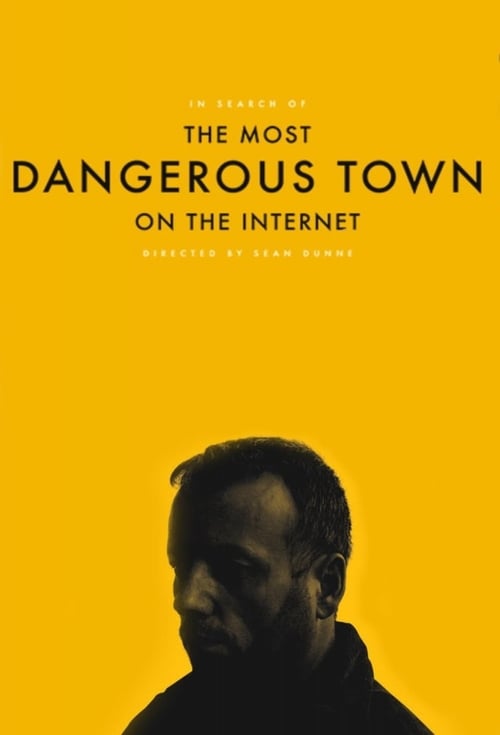 IN SEARCH OF
THE MOST
DANGEROUS TOWN
ON THE INTERNET
DIRECTED BY SEAN DUNNE